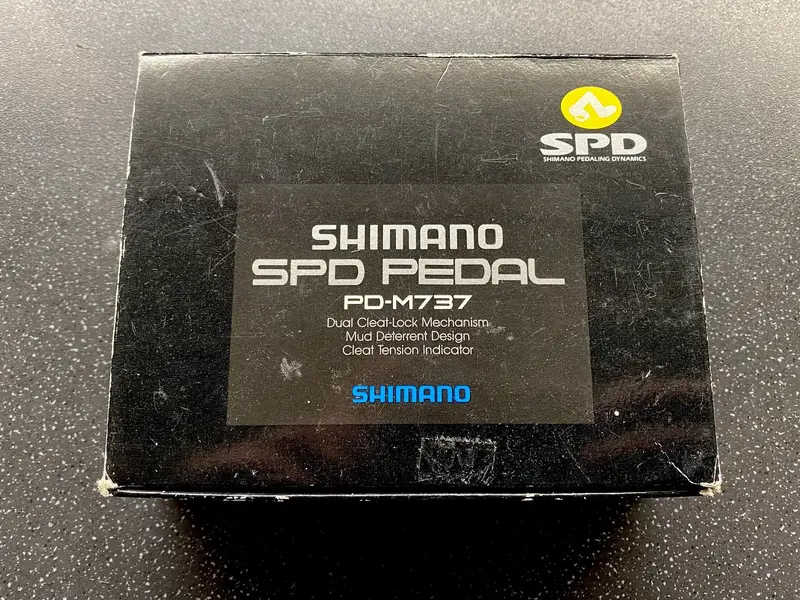 SPD
SHIMANO PEDALING DYNAMICS
SHIMANO
SPD PEDAL
PD-M737
Dual Cleat-Lock Mechanism
Mud Deterrent Design
Cleat Tension Indicator
SHIMANO